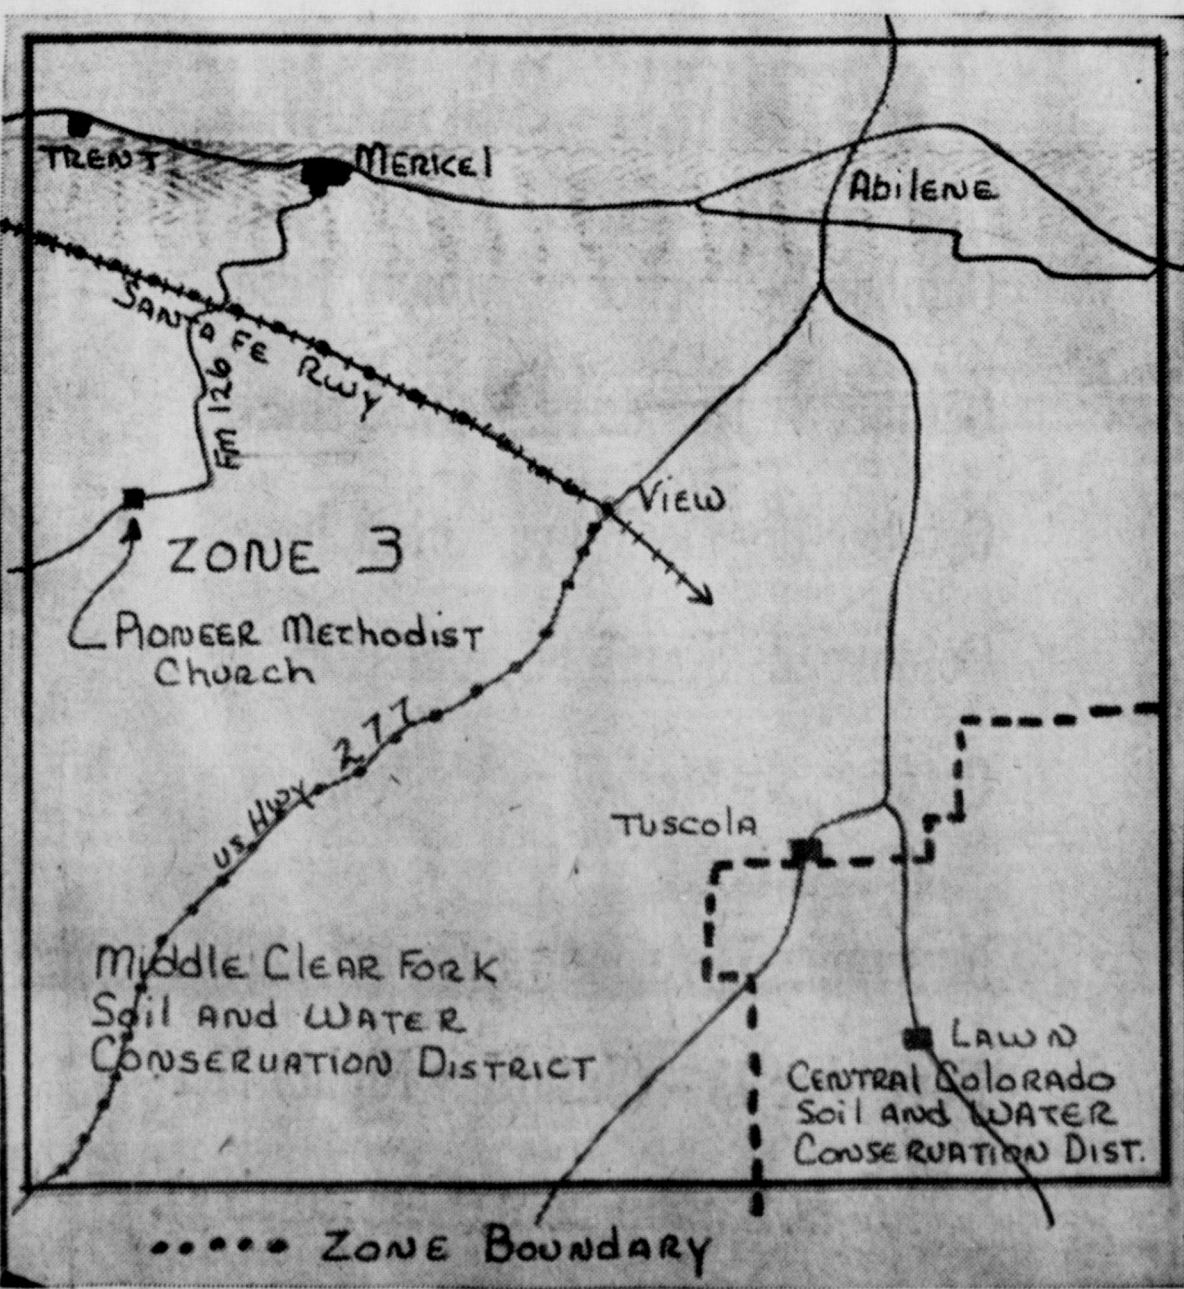 TRENT
MERKEl
AbilENE
SANTA FE RWY
FM 126
VIEW
ZONE 3
PIONEER METhodIST
ChURCh
US HWY 277
TUSCOLA
MiddlE ClEAR FORK
Soil AND WATER
CONSERVATION DISTRICT
LAWN
CENTRAL ColoRADO
Soil AND WATER
CONSERVATION DIST.
ZONE BOUNDARY